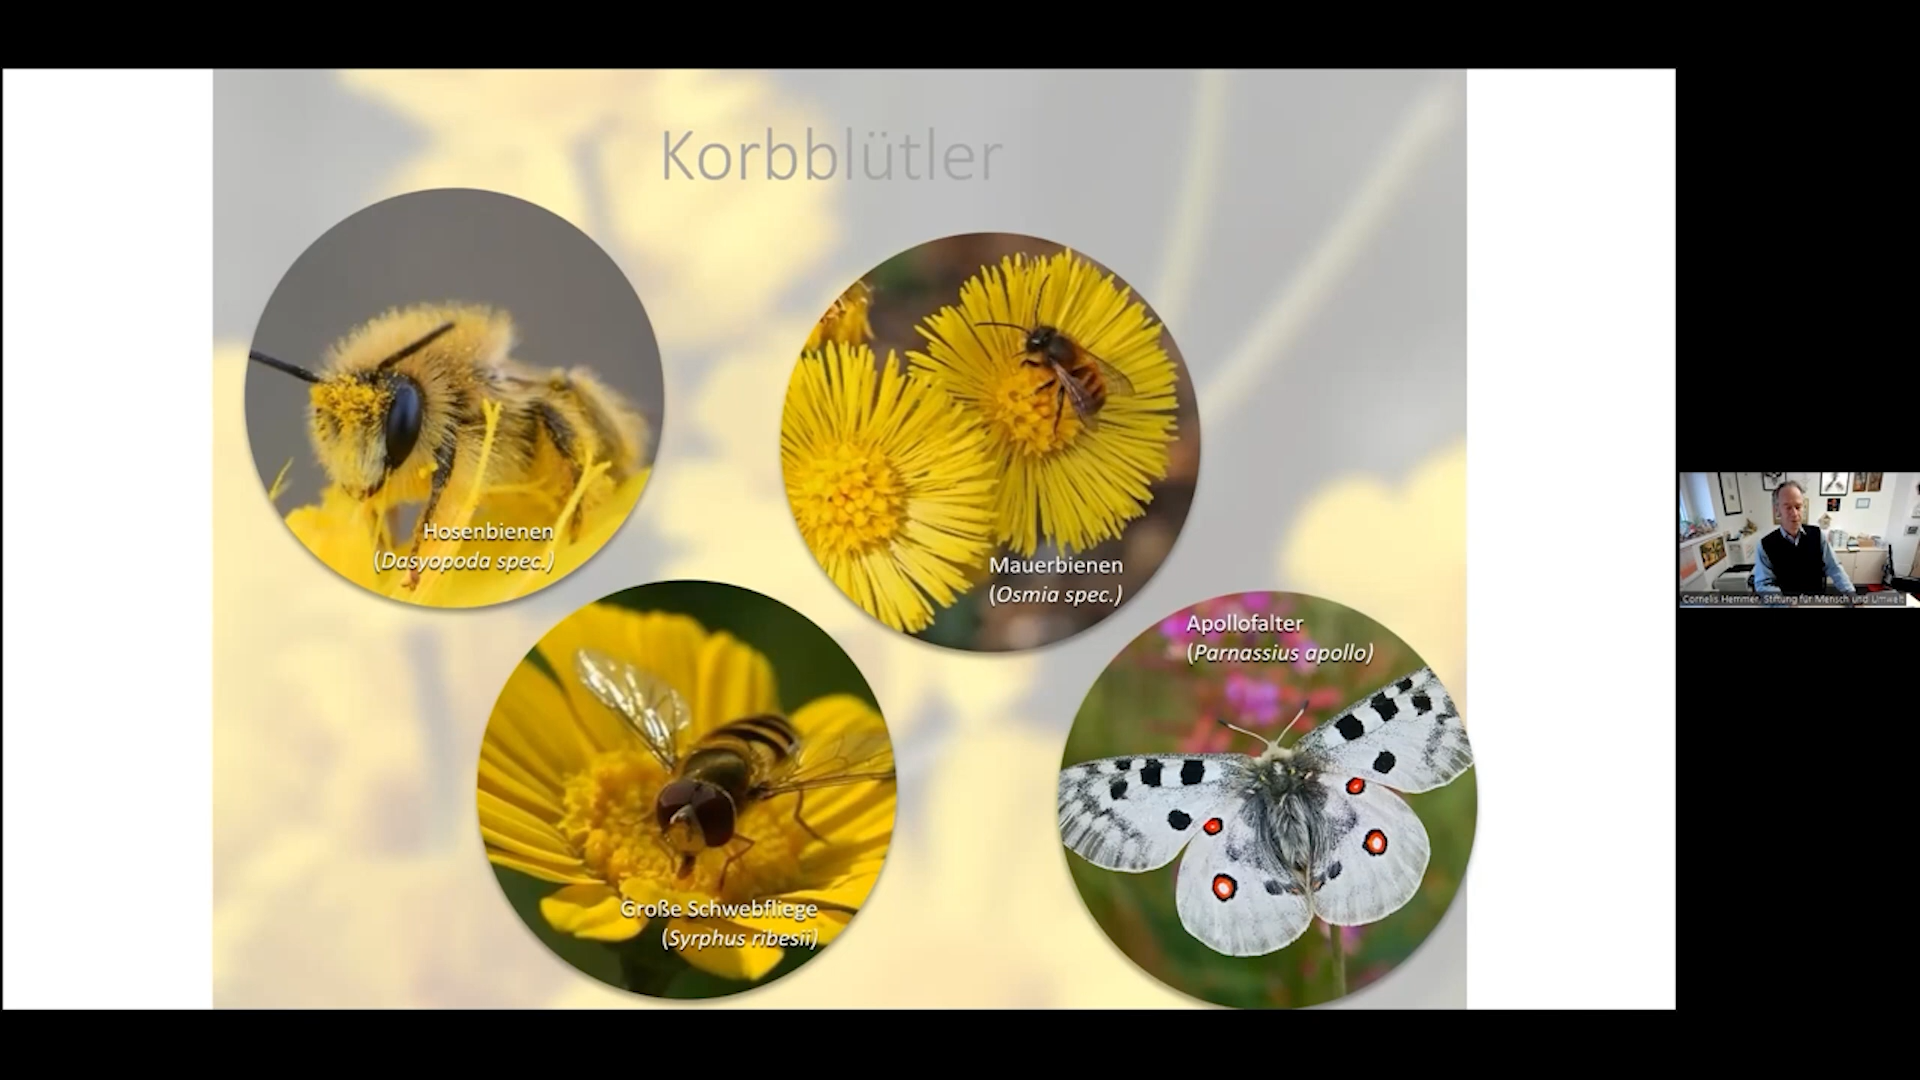 Korbblütler
Hosenbienen
(Dasyopoda spec.)
Mauerbienen
(Osmia spec.)
Große Schwebfliege
(Syrphus ribesii)
Apollofalter
(Parnassius apollo)
Cornelis Hemmer, Stiftung für Mensch und Umwelt